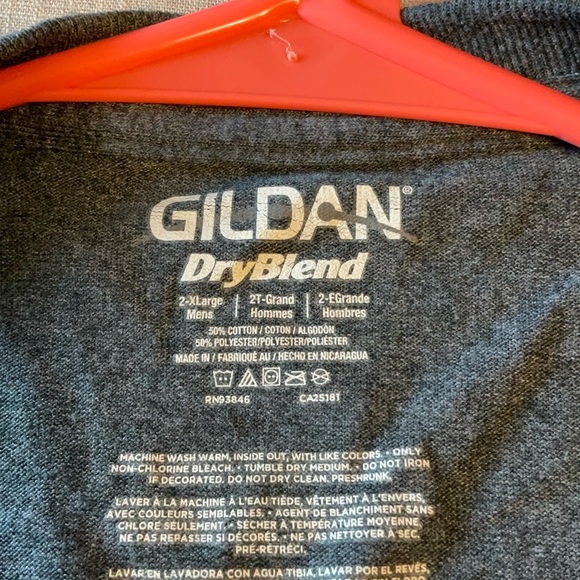 GILDAN®
DryBlend
2-XLarge | 2T-Grand | 2-EGrande
Mens | Hommes | Hombres
50% COTTON / COTON / ALGODÓN
50% POLYESTER/POLYESTER/POLIÉSTER
MADE IN / FABRIQUÉ AU / HECHO EN NICARAGUA
RN93846 CA25181
MACHINE WASH WARM, INSIDE OUT, WITH LIKE COLORS. • ONLY
NON-CHLORINE BLEACH. • TUMBLE DRY MEDIUM. • DO NOT IRON
IF DECORATED. DO NOT DRY CLEAN. PRESHRUNK.
LAVER À LA MACHINE À L'EAU TIÈDE, VÊTEMENT À L'ENVERS,
AVEC COULEURS SEMBLABLES. • AGENT DE BLANCHIMENT SANS
CHLORE SEULEMENT. • SÉCHER À TEMPÉRATURE MOYENNE.
NE PAS REPASSER SI DÉCORÉS. • NE PAS NETTOYER À SEC.
PRÉ-RÉTRÉCI.
LAVAR EN LAVADORA CON AGUA TIBIA, LAVAR POR EL REVÉS,